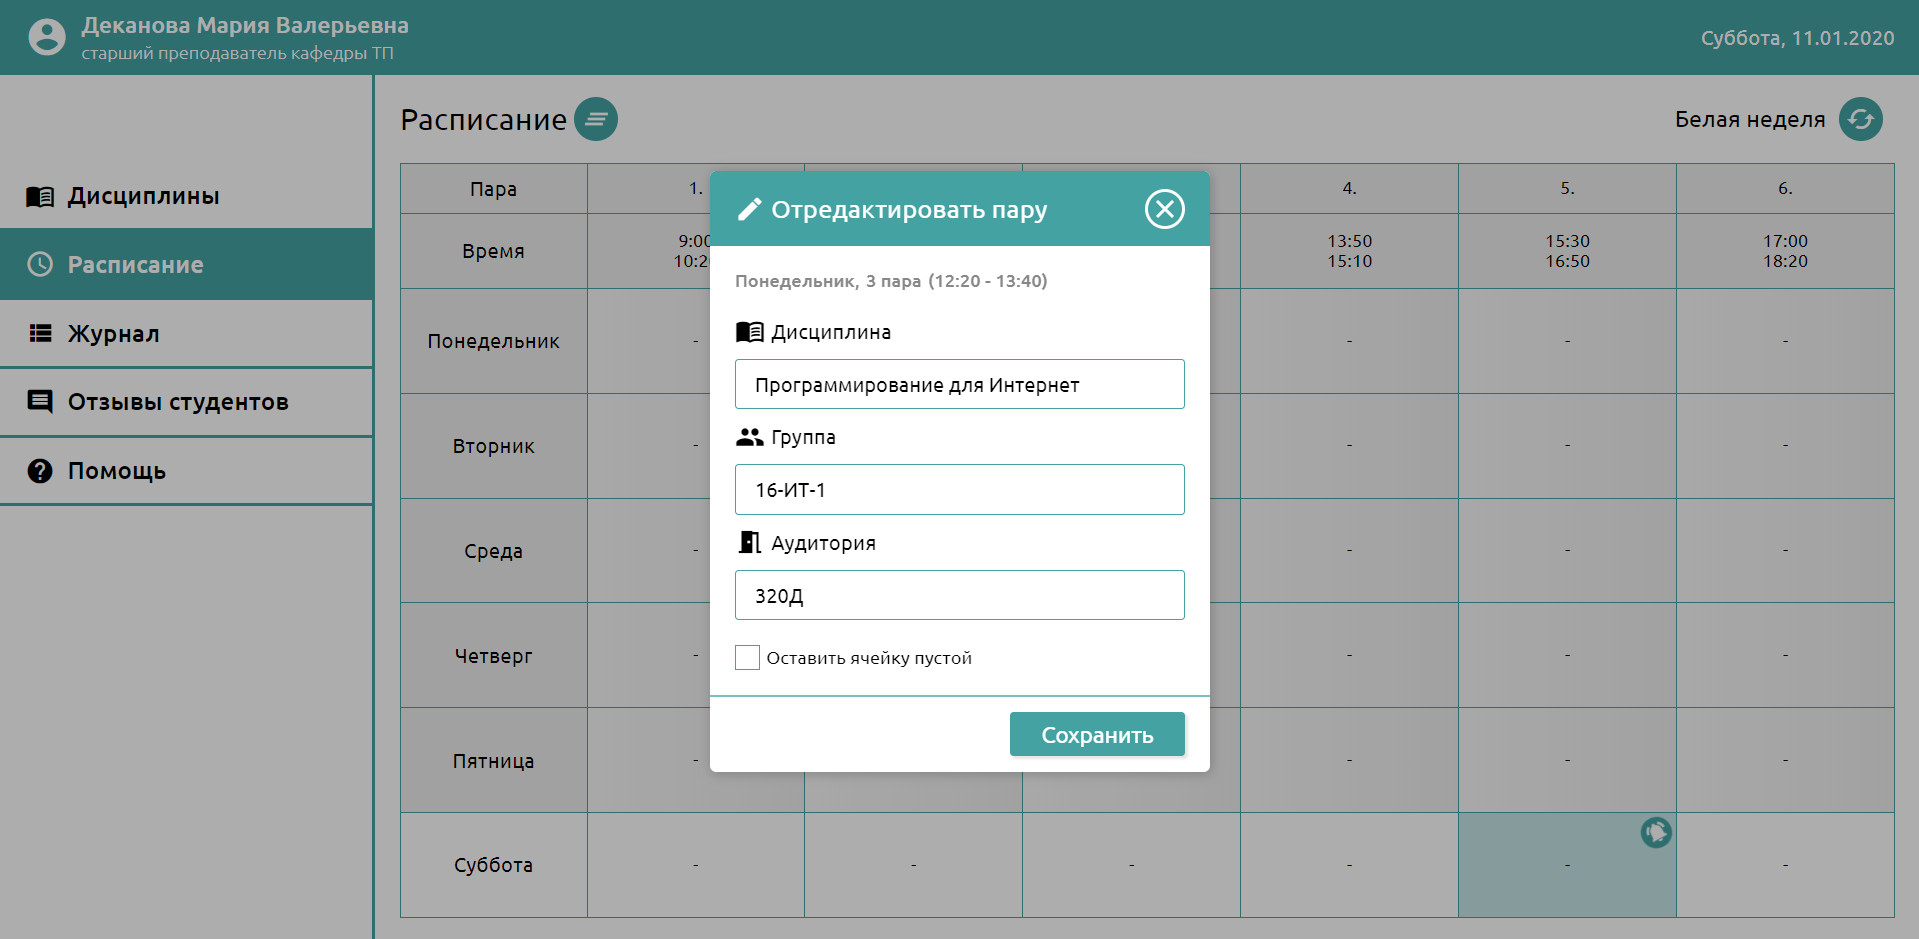 Деканова Мария Валерьевна
старший преподаватель кафедры ТП
Суббота, 11.01.2020
Дисциплины
Расписание
Журнал
Отзывы студентов
Помощь
Расписание
Белая неделя
Пара
1.
4.
5.
6.
Время
9:00
10:2
13:50
15:10
15:30
16:50
17:00
18:20
Понедельник
-
-
-
-
Вторник
-
-
-
-
Среда
-
-
-
-
Четверг
-
-
-
-
Пятница
-
-
-
-
Суббота
-
-
-
-
-
-
Отредактировать пару
Понедельник, 3 пара (12:20 - 13:40)
Дисциплина
Программирование для Интернет
Группа
16-ИТ-1
Аудитория
320Д
Оставить ячейку пустой
Сохранить